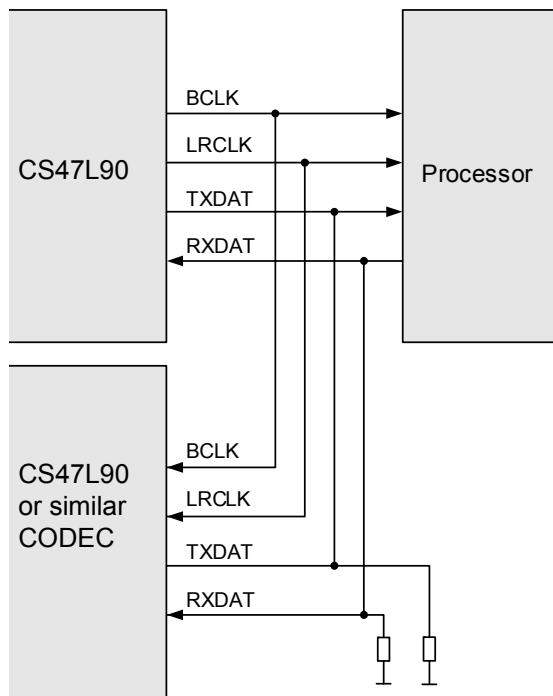 BCLK
LRCLK
CS47L90
Processor
TXDAT
RXDAT
BCLK
CS47L90
or similar
CODEC
LRCLK
TXDAT
RXDAT